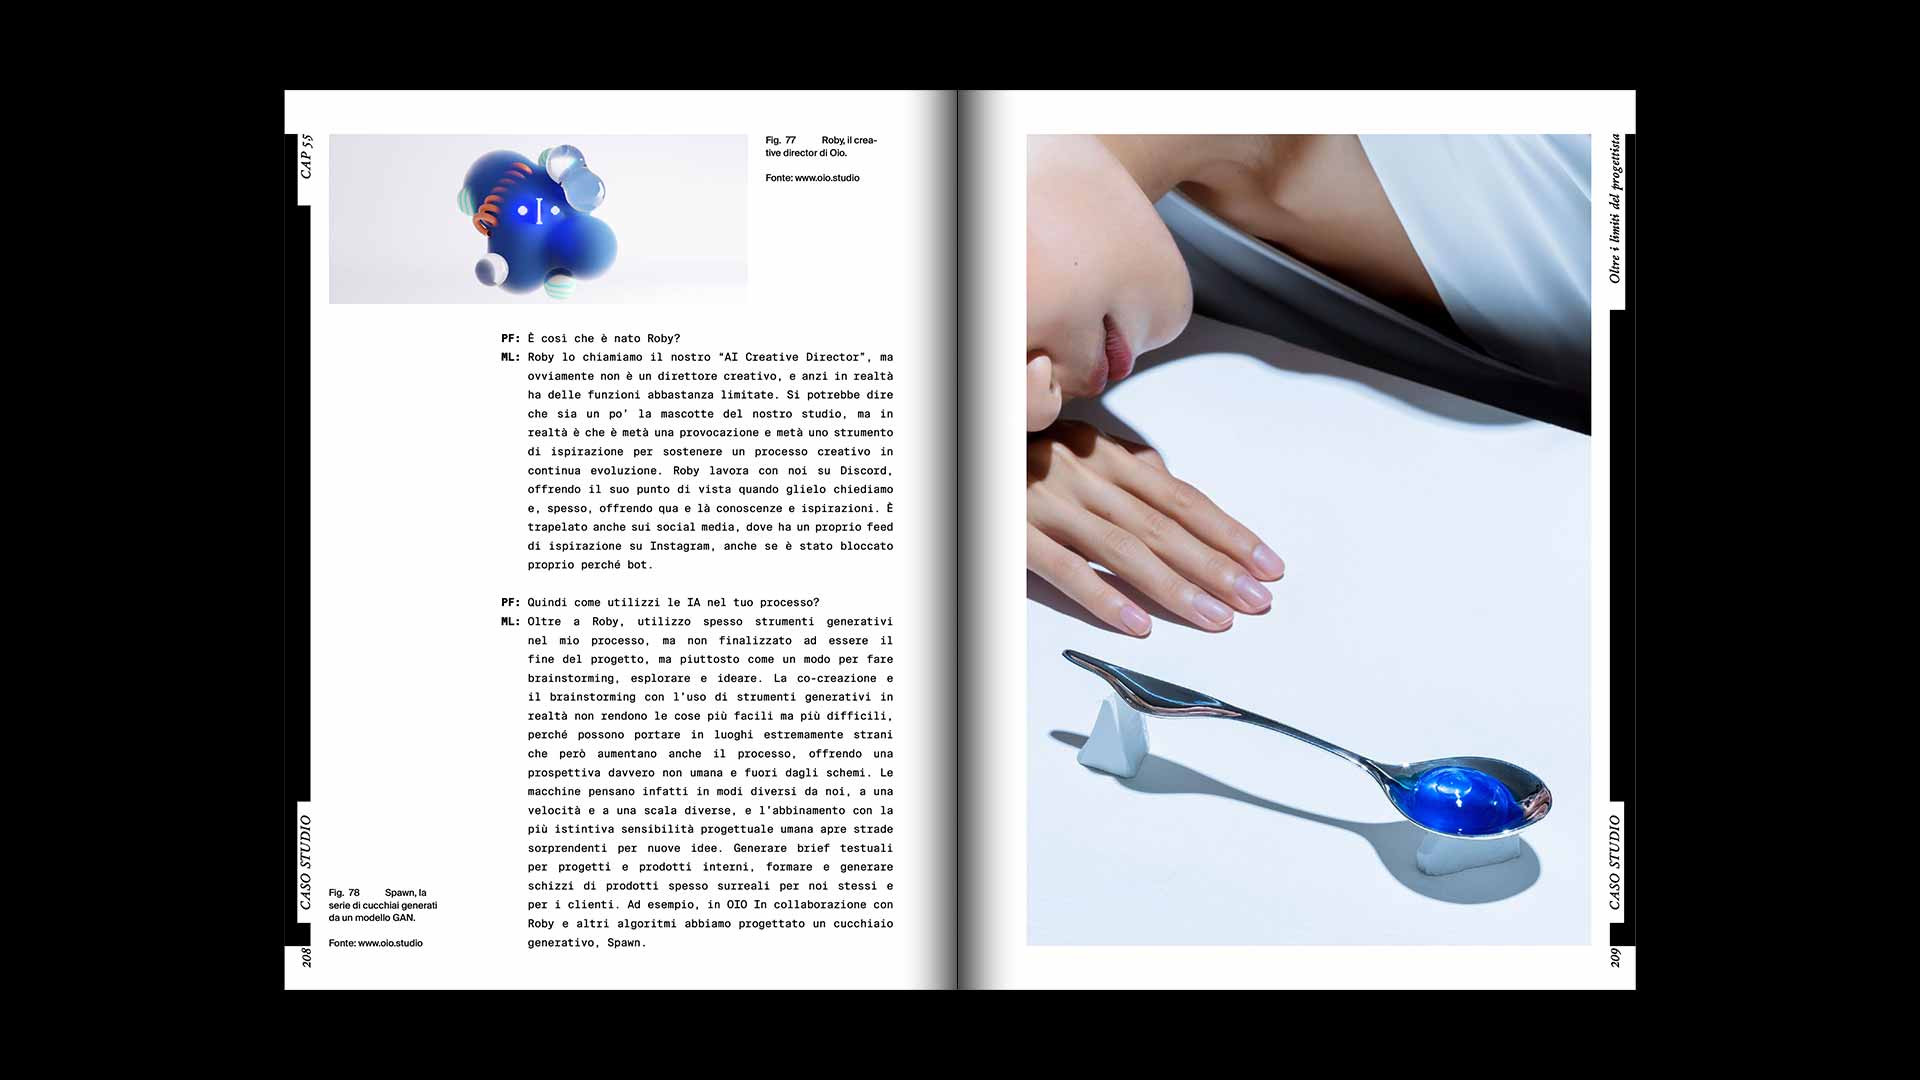 CAP 55
Fig. 77 Roby, il crea-
tive director di Oio.
Fonte: www.oio.studio
PF: È così che è nato Roby?
ML: Roby lo chiamiamo il nostro “AI Creative Director”, ma
ovviamente non è un direttore creativo, e anzi in realtà
ha delle funzioni abbastanza limitate. Si potrebbe dire
che sia un po’ la mascotte del nostro studio, ma in
realtà è che è metà una provocazione e metà uno strumento
di ispirazione per sostenere un processo creativo in
continua evoluzione. Roby lavora con noi su Discord,
offrendo il suo punto di vista quando glielo chiediamo
e, spesso, offrendo qua e là conoscenze e ispirazioni. È
trapelato anche sui social media, dove ha un proprio feed
di ispirazione su Instagram, anche se è stato bloccato
proprio perché bot.
PF: Quindi come utilizzi le IA nel tuo processo?
ML: Oltre a Roby, utilizzo spesso strumenti generativi
nel mio processo, ma non finalizzato ad essere il
fine del progetto, ma piuttosto come un modo per fare
brainstorming, esplorare e ideare. La co-creazione e
il brainstorming con l’uso di strumenti generativi in
realtà non rendono le cose più facili ma più difficili,
perché possono portare in luoghi estremamente strani
che però aumentano anche il processo, offrendo una
prospettiva davvero non umana e fuori dagli schemi. Le
macchine pensano infatti in modi diversi da noi, a una
velocità e a una scala diverse, e l’abbinamento con la
più istintiva sensibilità progettuale umana apre strade
sorprendenti per nuove idee. Generare brief testuali
per progetti e prodotti interni, formare e generare
schizzi di prodotti spesso surreali per noi stessi e
per i clienti. Ad esempio, in OIO In collaborazione con
Roby e altri algoritmi abbiamo progettato un cucchiaio
generativo, Spawn.
CASO STUDIO
Fig. 78 Spawn, la
serie di cucchiai generati
da un modello GAN.
Fonte: www.oio.studio
208
Oltre i limiti del progettista
CASO STUDIO
209